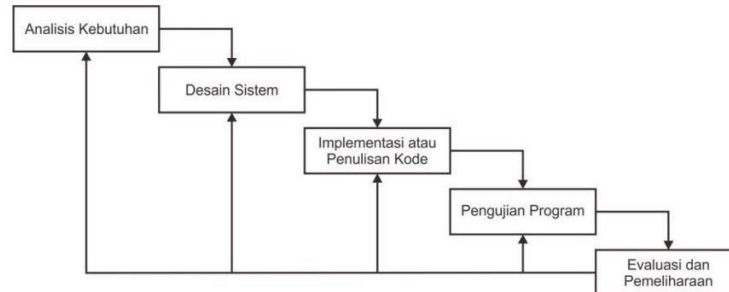 Analisis Kebutuhan
Desain Sistem
Implementasi atau
Penulisan Kode
Pengujian Program
Evaluasi dan
Pemeliharaan